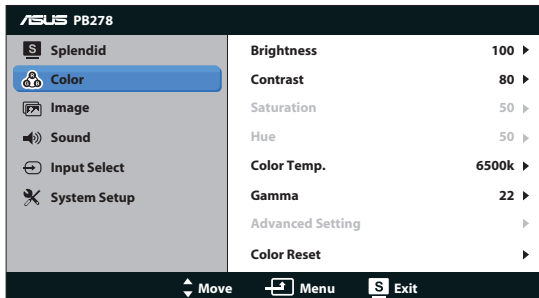 ASUS PB278
S Splendid
Color
Image
Sound
Input Select
System Setup
Brightness 100
Contrast 80
Saturation 50
Hue 50
Color Temp. 6500k
Gamma 22
Advanced Setting
Color Reset
Move Menu S Exit